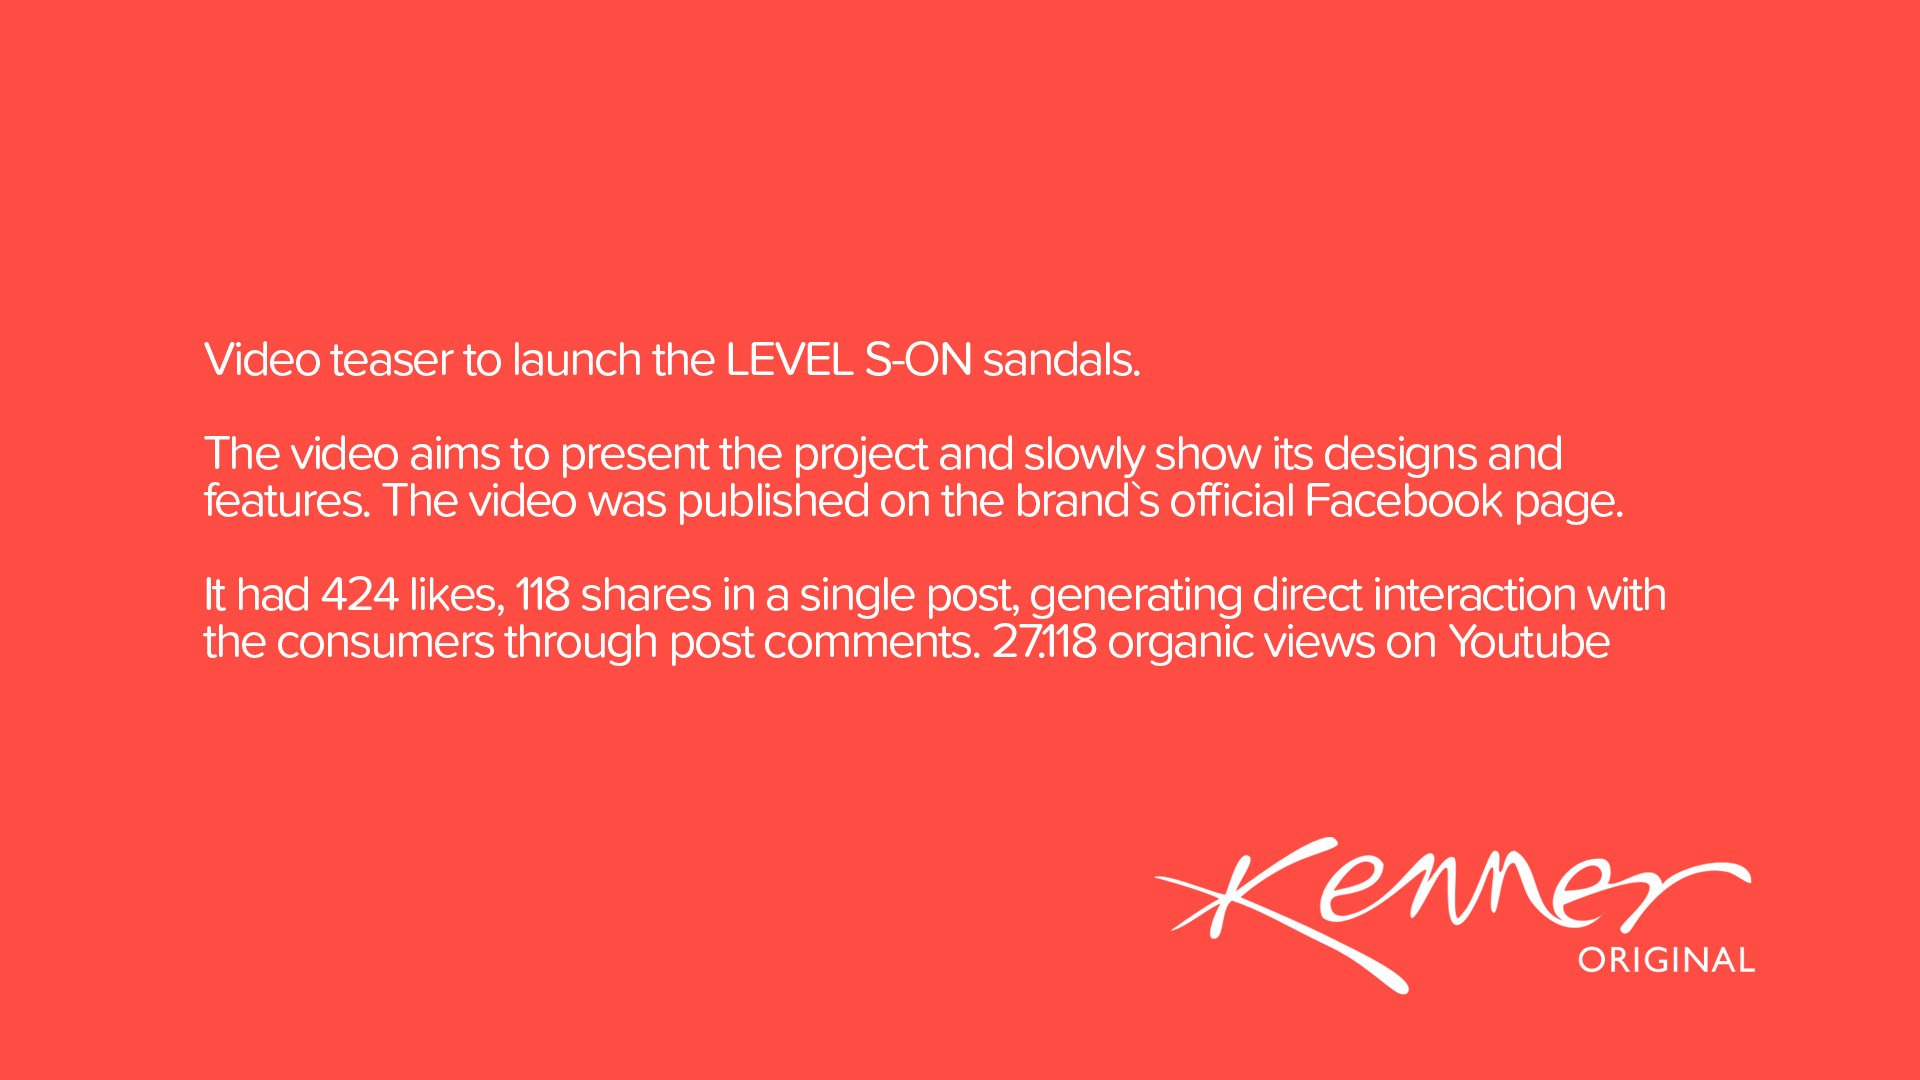 Video teaser to launch the LEVEL S-ON sandals.
The video aims to present the project and slowly show its designs and
features. The video was published on the brand`s official Facebook page.
It had 424 likes, 118 shares in a single post, generating direct interaction with
the consumers through post comments. 27.118 organic views on Youtube
Kenner
ORIGINAL